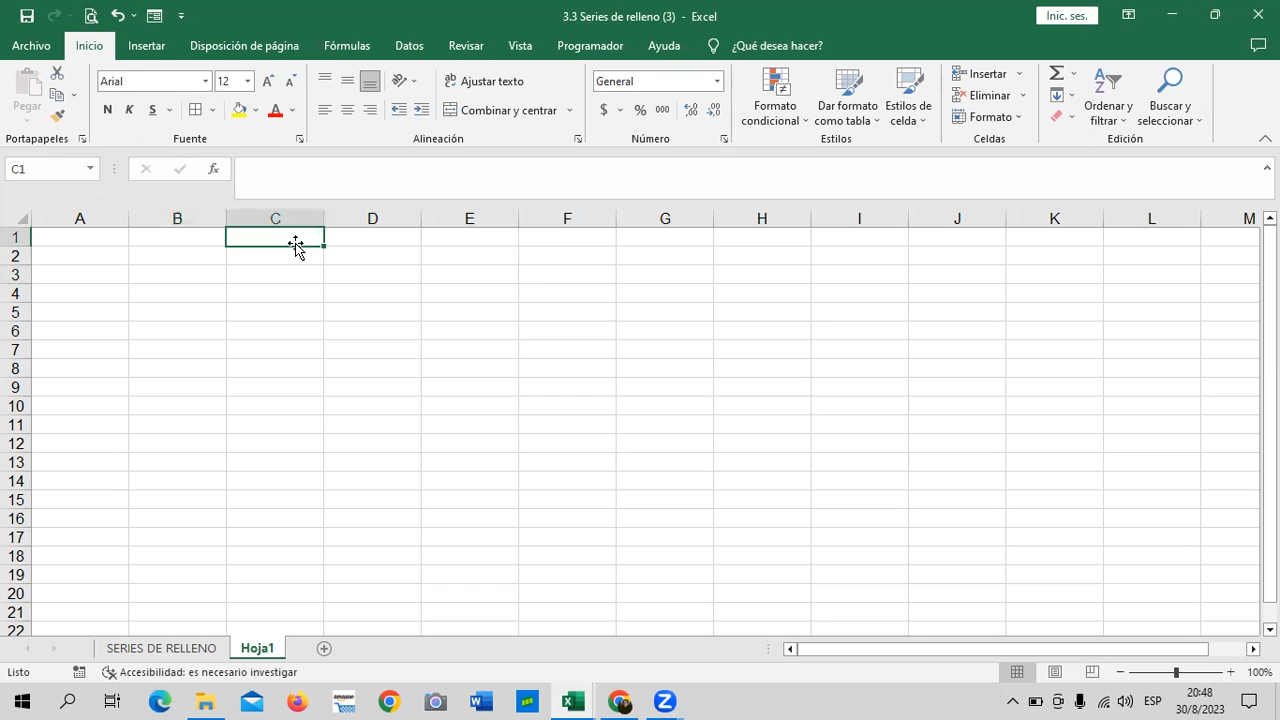 3.3 Series de relleno (3) - Excel
Inic. ses.
Archivo Inicio Insertar Disposición de página Fórmulas Datos Revisar Vista Programador Ayuda ¿Qué desea hacer?
Pegar
Arial 12
Ajustar texto
General
N K S A
Combinar y centrar
$ % 000
Formato condicional
Dar formato como tabla
Estilos de celda
Insertar
Eliminar
Formato
Ordenar y filtrar
Buscar y seleccionar
Portapapeles Fuente Alineación Número Estilos Celdas Edición
C1 fx
A B C D E F G H I J K L M
1
2
3
4
5
6
7
8
9
10
11
12
13
14
15
16
17
18
19
20
21
22
SERIES DE RELLENO Hoja1
Listo Accesibilidad: es necesario investigar 100%
ESP
20:48
30/8/2023